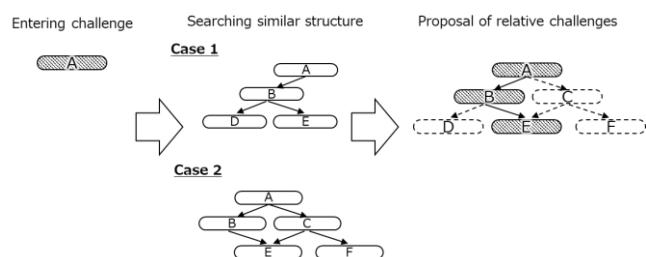 Entering challenge
Searching similar structure
Proposal of relative challenges
A
Case 1
A
B
D
E
Case 2
A
B
C
E
F
A
B
C
D
E
F